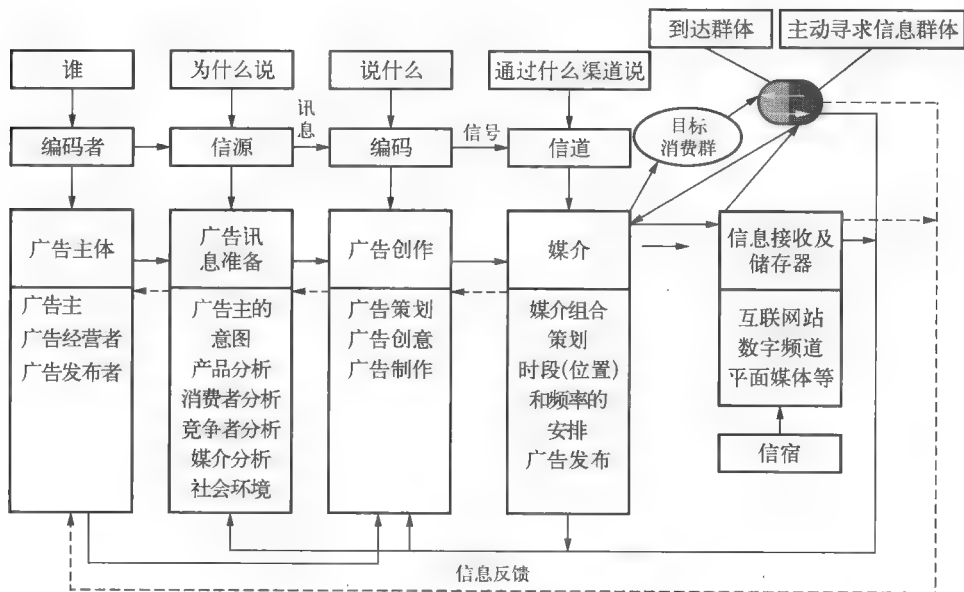 到达群体
主动寻求信息群体
谁
为什么说
说什么
通过什么渠道说
讯
息
信号
目标
消费群
编码者
信源
编码
信道
广告主体
广告讯
息准备
广告创作
媒介
信息接收及
储存器
广告主
广告经营者
广告发布者
广告主的
意图
产品分析
消费者分析
竞争者分析
媒介分析
社会环境
广告策划
广告创意
广告制作
媒介组合
策划
时段(位置)
和频率的
安排
广告发布
互联网站
数字频道
平面媒体等
信宿
信息反馈